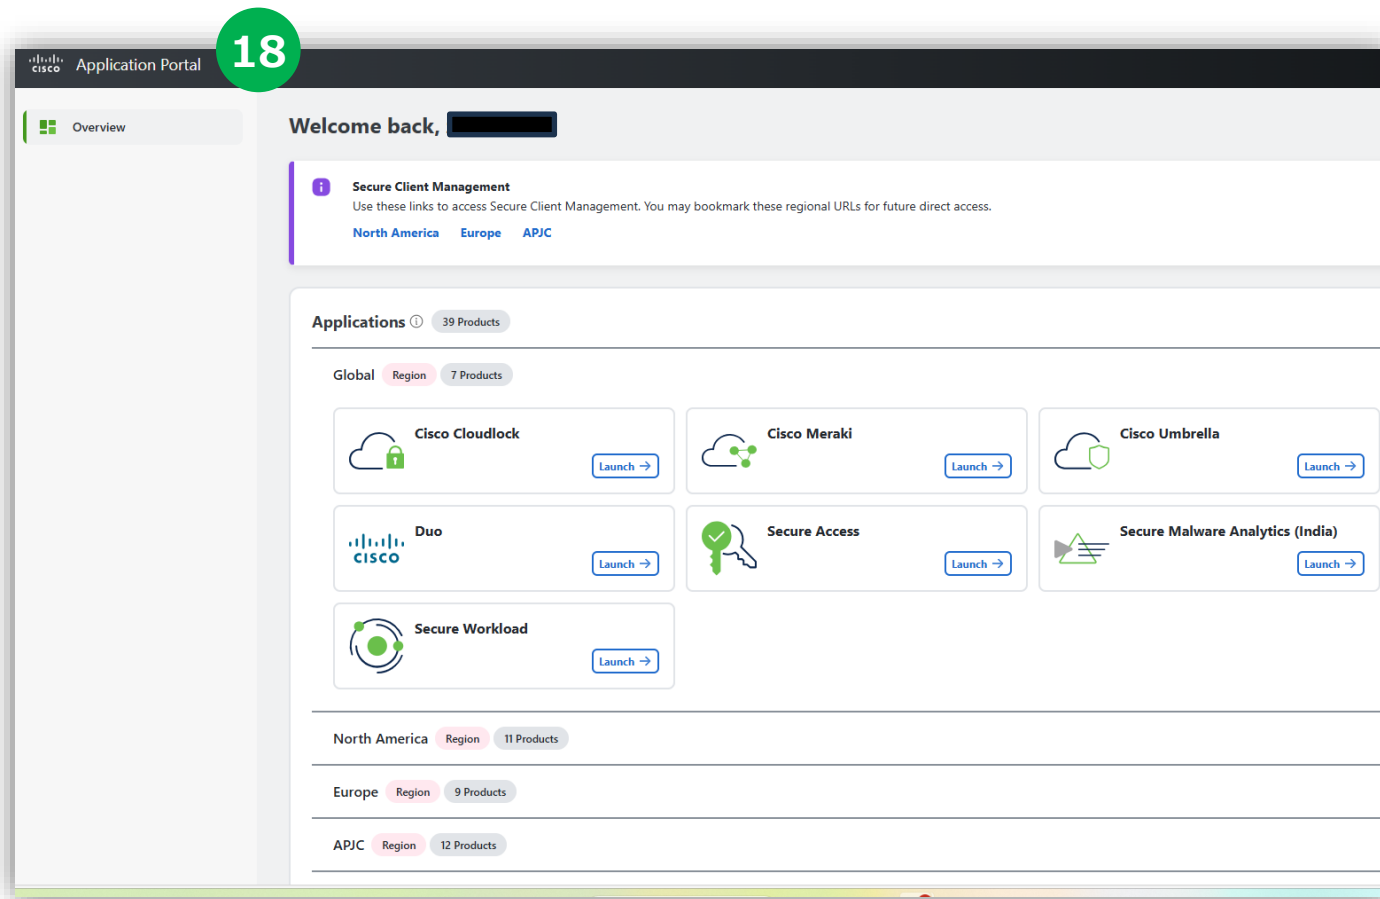 18
CISCO Application Portal
Overview
Welcome back,
Secure Client Management
Use these links to access Secure Client Management. You may bookmark these regional URLs for future direct access.
North America Europe APJC
Applications 39 Products
Global Region 7 Products
Cisco Cloudlock
Launch →
Cisco Meraki
Launch →
Cisco Umbrella
Launch →
CISCO
Duo
Launch →
Secure Access
Launch →
Secure Malware Analytics (India)
Launch →
Secure Workload
Launch →
North America Region 11 Products
Europe Region 9 Products
APJC Region 12 Products